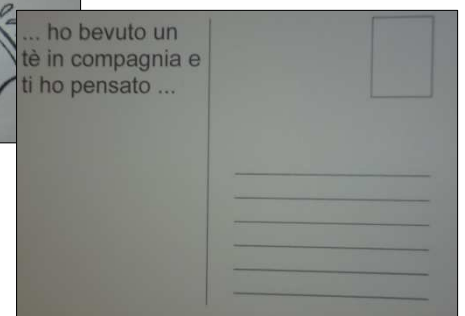 ... ho bevuto un
tè in compagnia e
ti ho pensato ...